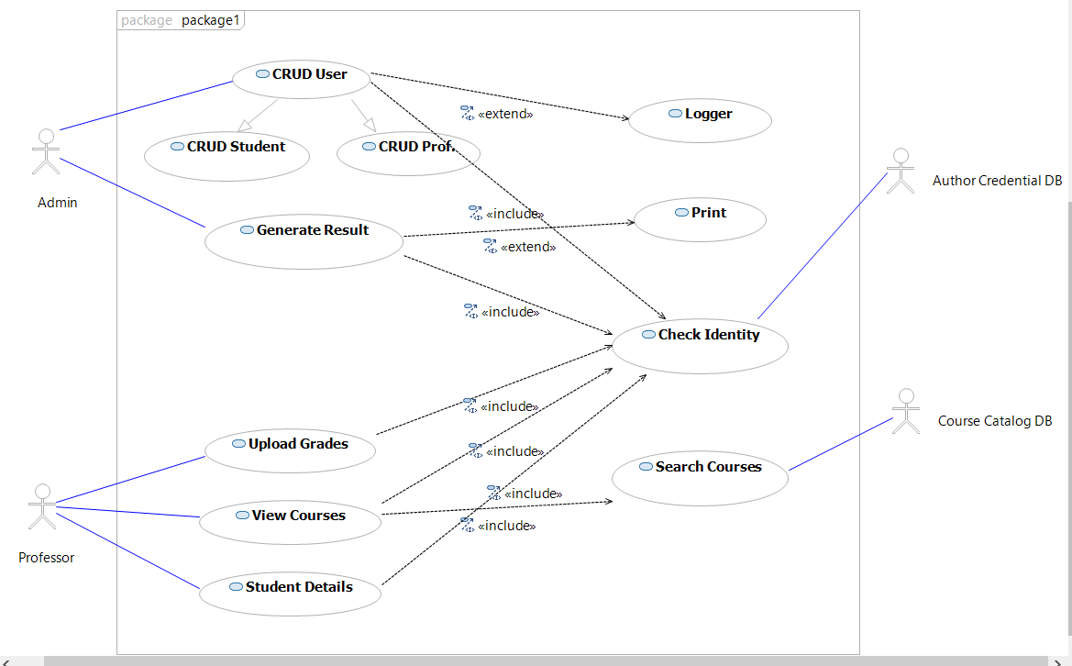 package package1
CRUD User
«extend»
Logger
CRUD Student
CRUD Prof.
Admin
Author Credential DB
«include»
Print
Generate Result
«extend»
«include»
Check Identity
«include»
Course Catalog DB
Upload Grades
«include»
Search Courses
«include»
View Courses
«include»
Professor
Student Details